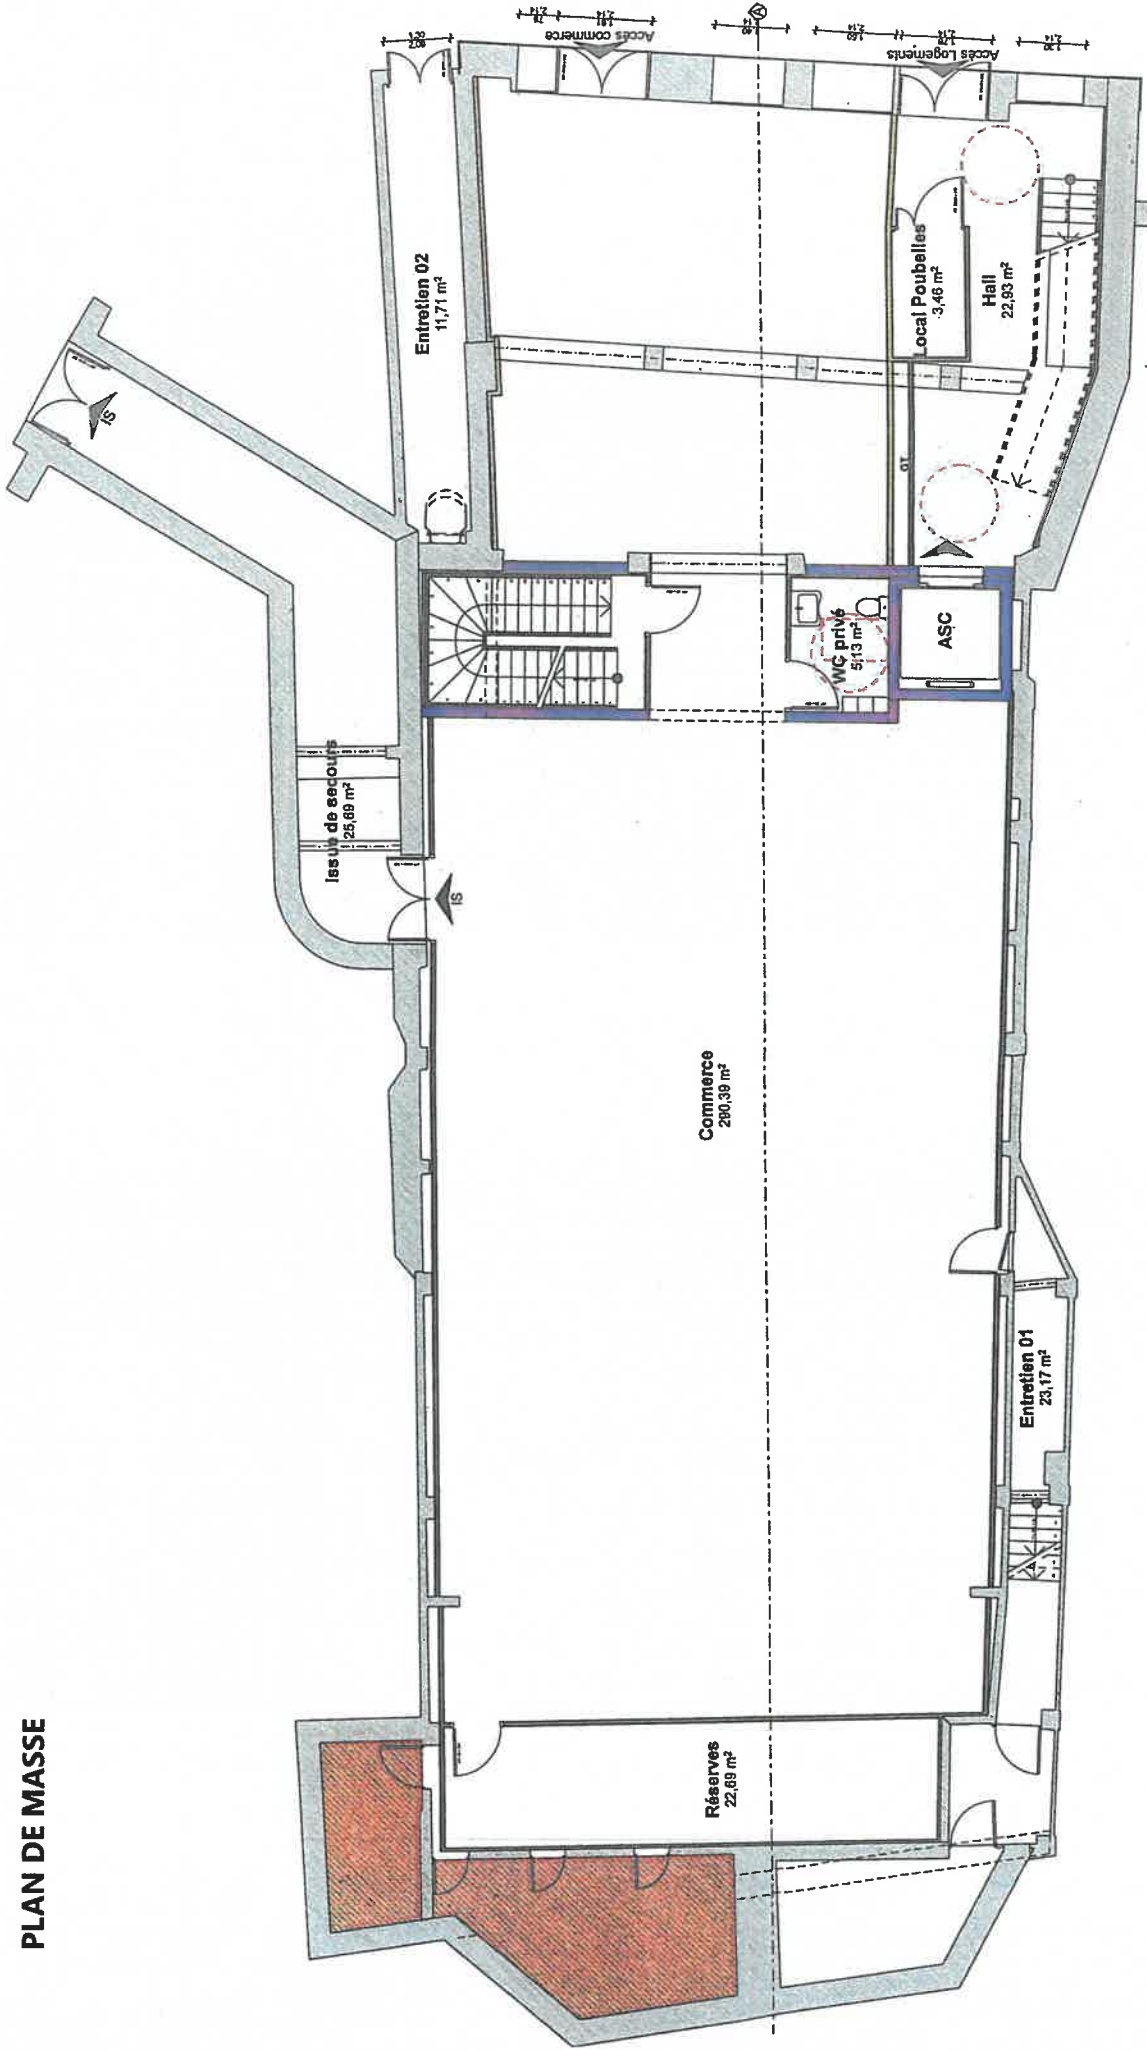 PLAN DE MASSE
IS
Issue de secours
25,69 m²
IS
Entretien 02
11,71 m²
Accès commerce
Accès Logements
A
Local Poubelles
3,46 m²
Hall
22,93 m²
GT
WC privé
5,13 m²
ASC
Commerce
290,39 m²
Entretien 01
23,17 m²
Réserves
22,69 m²